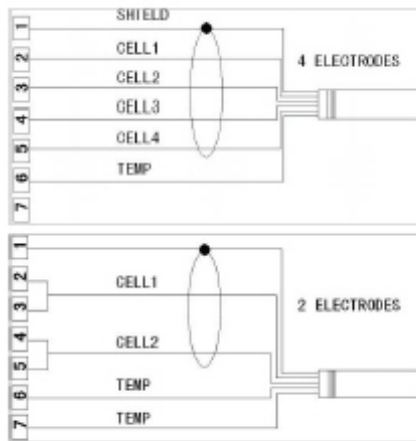 1 SHIELD
2 CELL1
4 ELECTRODES
3 CELL2
4 CELL3
5 CELL4
6 TEMP
7
1
2
CELL1
3
2 ELECTRODES
4
CELL2
5
6 TEMP
7 TEMP